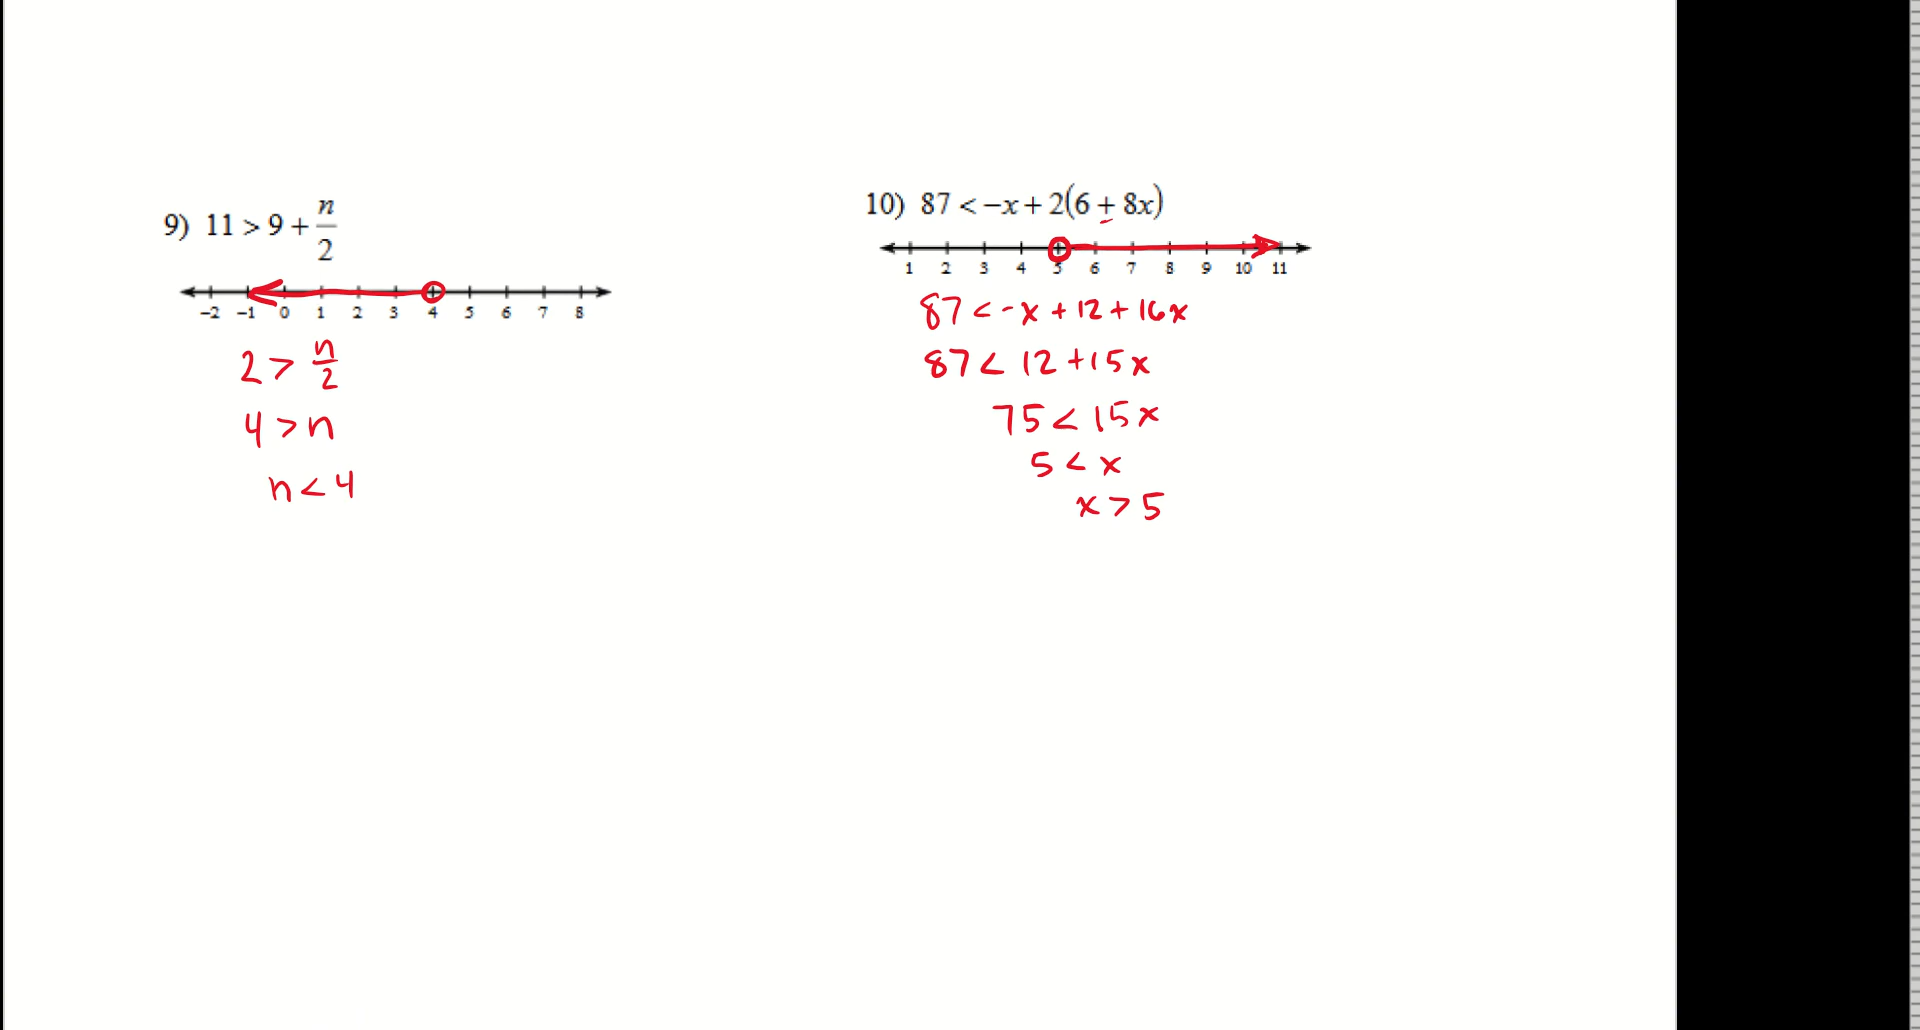 9) 11 > 9 + n/2
-2 -1 0 1 2 3 4 5 6 7 8
2 > n/2
4 > n
n < 4
10) 87 < -x + 2(6 + 8x)
1 2 3 4 5 6 7 8 9 10 11
87 < -x + 12 + 16x
87 < 12 + 15x
75 < 15x
5 < x
x > 5